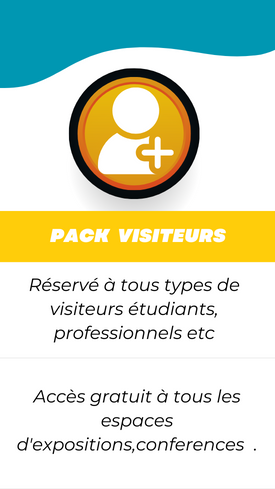 PACK VISITEURS
Réservé à tous types de
visiteurs étudiants,
professionnels etc
Accès gratuit à tous les
espaces
d'expositions,conferences .